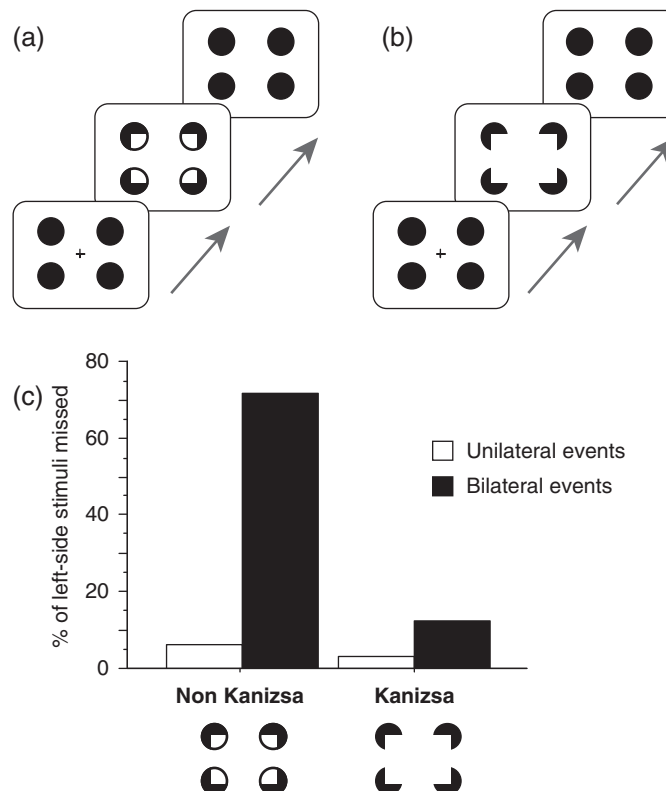 (a)
(b)
(c)
80
60
40
20
0
% of left-side stimuli missed
Unilateral events
Bilateral events
Non Kanizsa
Kanizsa